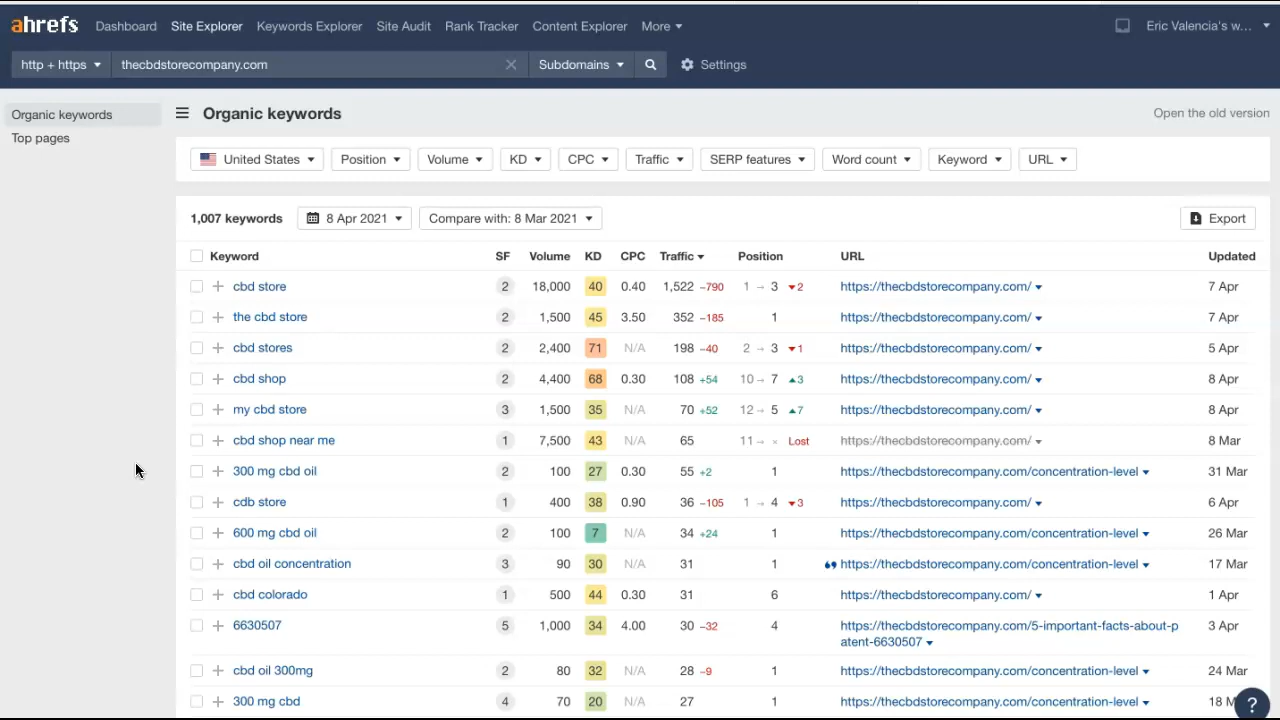 ahrefs Dashboard Site Explorer Keywords Explorer Site Audit Rank Tracker Content Explorer More Eric Valencia's w...
http + https thecbdstorecompany.com Subdomains Settings
Organic keywords
Top pages
Organic keywords Open the old version
United States Position Volume KD CPC Traffic SERP features Word count Keyword URL
1,007 keywords 8 Apr 2021 Compare with: 8 Mar 2021 Export
Keyword SF Volume KD CPC Traffic Position URL Updated
cbd store 2 18,000 40 0.40 1,522 −790 1 → 3 2 https://thecbdstorecompany.com/ 7 Apr
the cbd store 2 1,500 45 3.50 352 −185 1 https://thecbdstorecompany.com/ 7 Apr
cbd stores 2 2,400 71 N/A 198 −40 2 → 3 1 https://thecbdstorecompany.com/ 5 Apr
cbd shop 2 4,400 68 0.30 108 +54 10 → 7 3 https://thecbdstorecompany.com/ 8 Apr
my cbd store 3 1,500 35 N/A 70 +52 12 → 5 7 https://thecbdstorecompany.com/ 8 Apr
cbd shop near me 1 7,500 43 N/A 65 11 → × Lost https://thecbdstorecompany.com/ 8 Mar
300 mg cbd oil 2 100 27 0.30 55 +2 1 https://thecbdstorecompany.com/concentration-level 31 Mar
cdb store 1 400 38 0.90 36 −105 1 → 4 3 https://thecbdstorecompany.com/ 6 Apr
600 mg cbd oil 2 100 7 N/A 34 +24 1 https://thecbdstorecompany.com/concentration-level 26 Mar
cbd oil concentration 3 90 30 N/A 31 1 https://thecbdstorecompany.com/concentration-level 17 Mar
cbd colorado 1 500 44 0.30 31 6 https://thecbdstorecompany.com/ 1 Apr
6630507 5 1,000 34 4.00 30 −32 4 https://thecbdstorecompany.com/5-important-facts-about-p
atent-6630507 3 Apr
cbd oil 300mg 2 80 32 N/A 28 −9 1 https://thecbdstorecompany.com/concentration-level 24 Mar
300 mg cbd 4 70 20 N/A 27 1 https://thecbdstorecompany.com/concentration-level 18
?